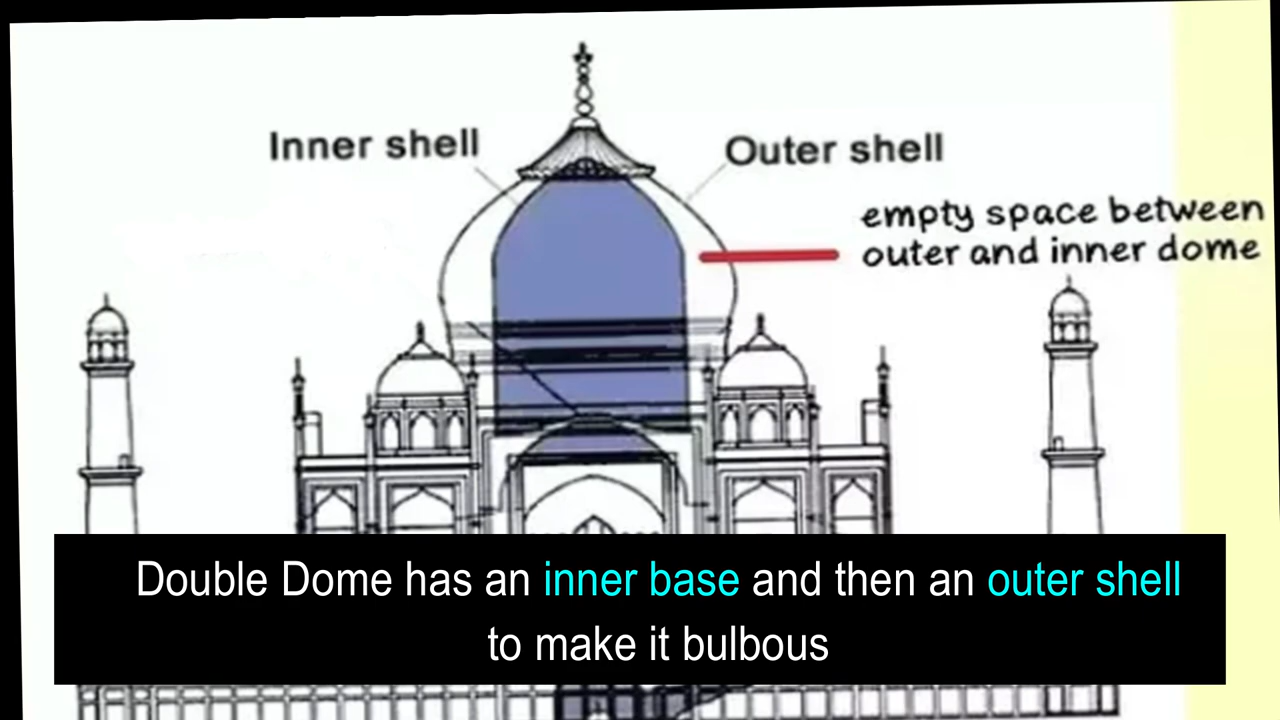 Inner shell
Outer shell
empty space between
outer and inner dome
Double Dome has an inner base and then an outer shell
to make it bulbous